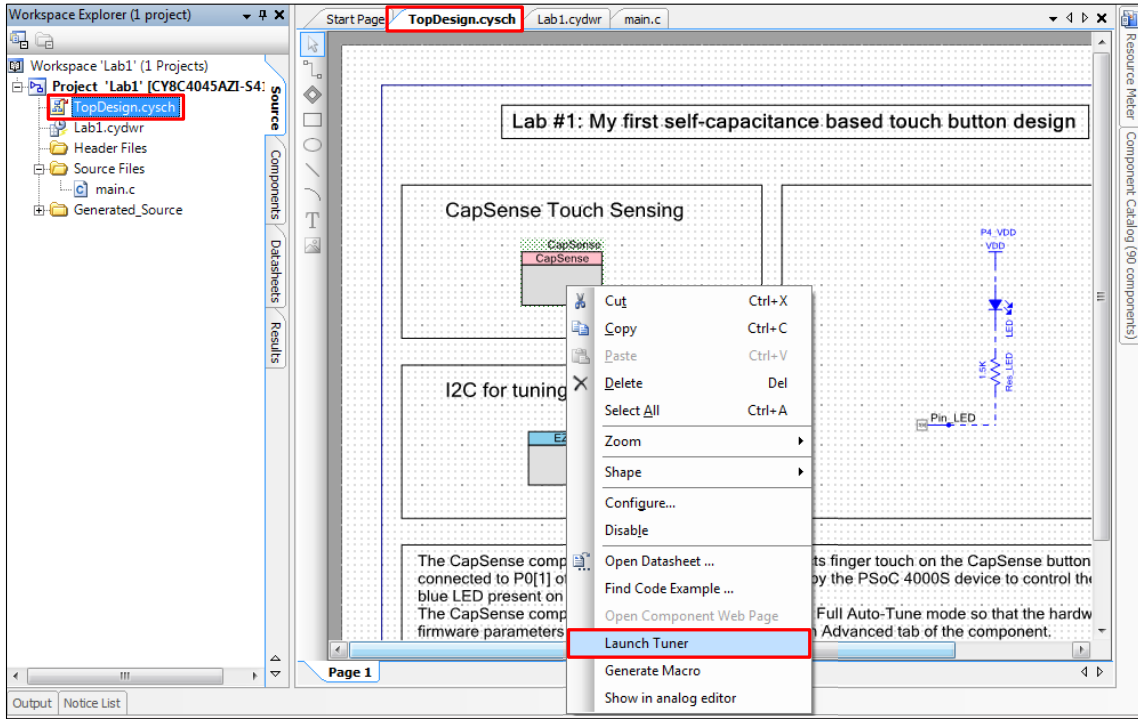 Workspace Explorer (1 project)
Workspace 'Lab1' (1 Projects)
Project 'Lab1' [CY8C4045AZI-S41
TopDesign.cysch
Lab1.cydwr
Header Files
Source Files
main.c
Generated_Source
Source
Components
Datasheets
Results
Start Page
TopDesign.cysch
Lab1.cydwr
main.c
Lab #1: My first self-capacitance based touch button design
CapSense Touch Sensing
CapSense
CapSense
I2C for tuning
EZ
P4_VDD
VDD
LED
1.5K
Res_LED
Pin_LED
Cut Ctrl+X
Copy Ctrl+C
Paste Ctrl+V
Delete Del
Select All Ctrl+A
Zoom
Shape
Configure...
Disable
Open Datasheet ...
Find Code Example ...
Open Component Web Page
Launch Tuner
Generate Macro
Show in analog editor
The CapSense comp ts finger touch on the CapSense button
connected to P0[1] of by the PSoC 4000S device to control the
blue LED present on
The CapSense comp Full Auto-Tune mode so that the hardw
firmware parameters Advanced tab of the component.
Page 1
Output
Notice List
Resource Meter
Component Catalog (90 components)